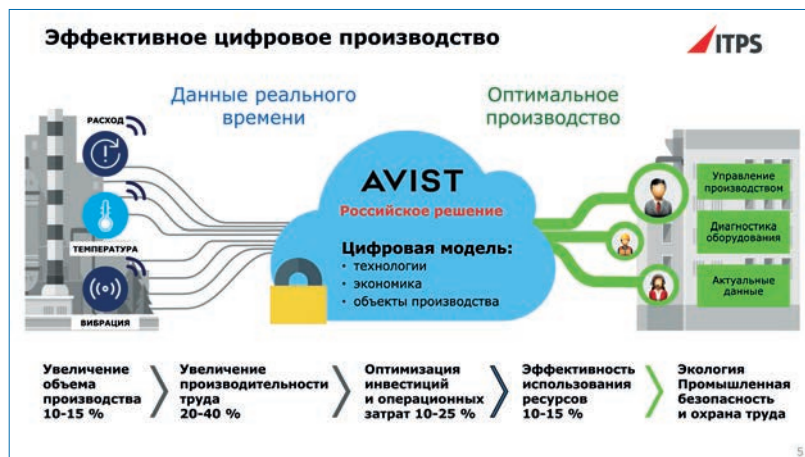 Эффективное цифровое производство
ITPS
Данные реального
времени
Оптимальное
производство
РАСХОД
ТЕМПЕРАТУРА
ВИБРАЦИЯ
AVIST
Российское решение
Цифровая модель:
• технологии
• экономика
• объекты производства
Управление
производством
Диагностика
оборудования
Актуальные
данные
Увеличение
объема
производства
10-15 %
Увеличение
производительности
труда
20-40 %
Оптимизация
инвестиций
и операционных
затрат 10-25 %
Эффективность
использования
ресурсов
10-15 %
Экология
Промышленная
безопасность
и охрана труда
5